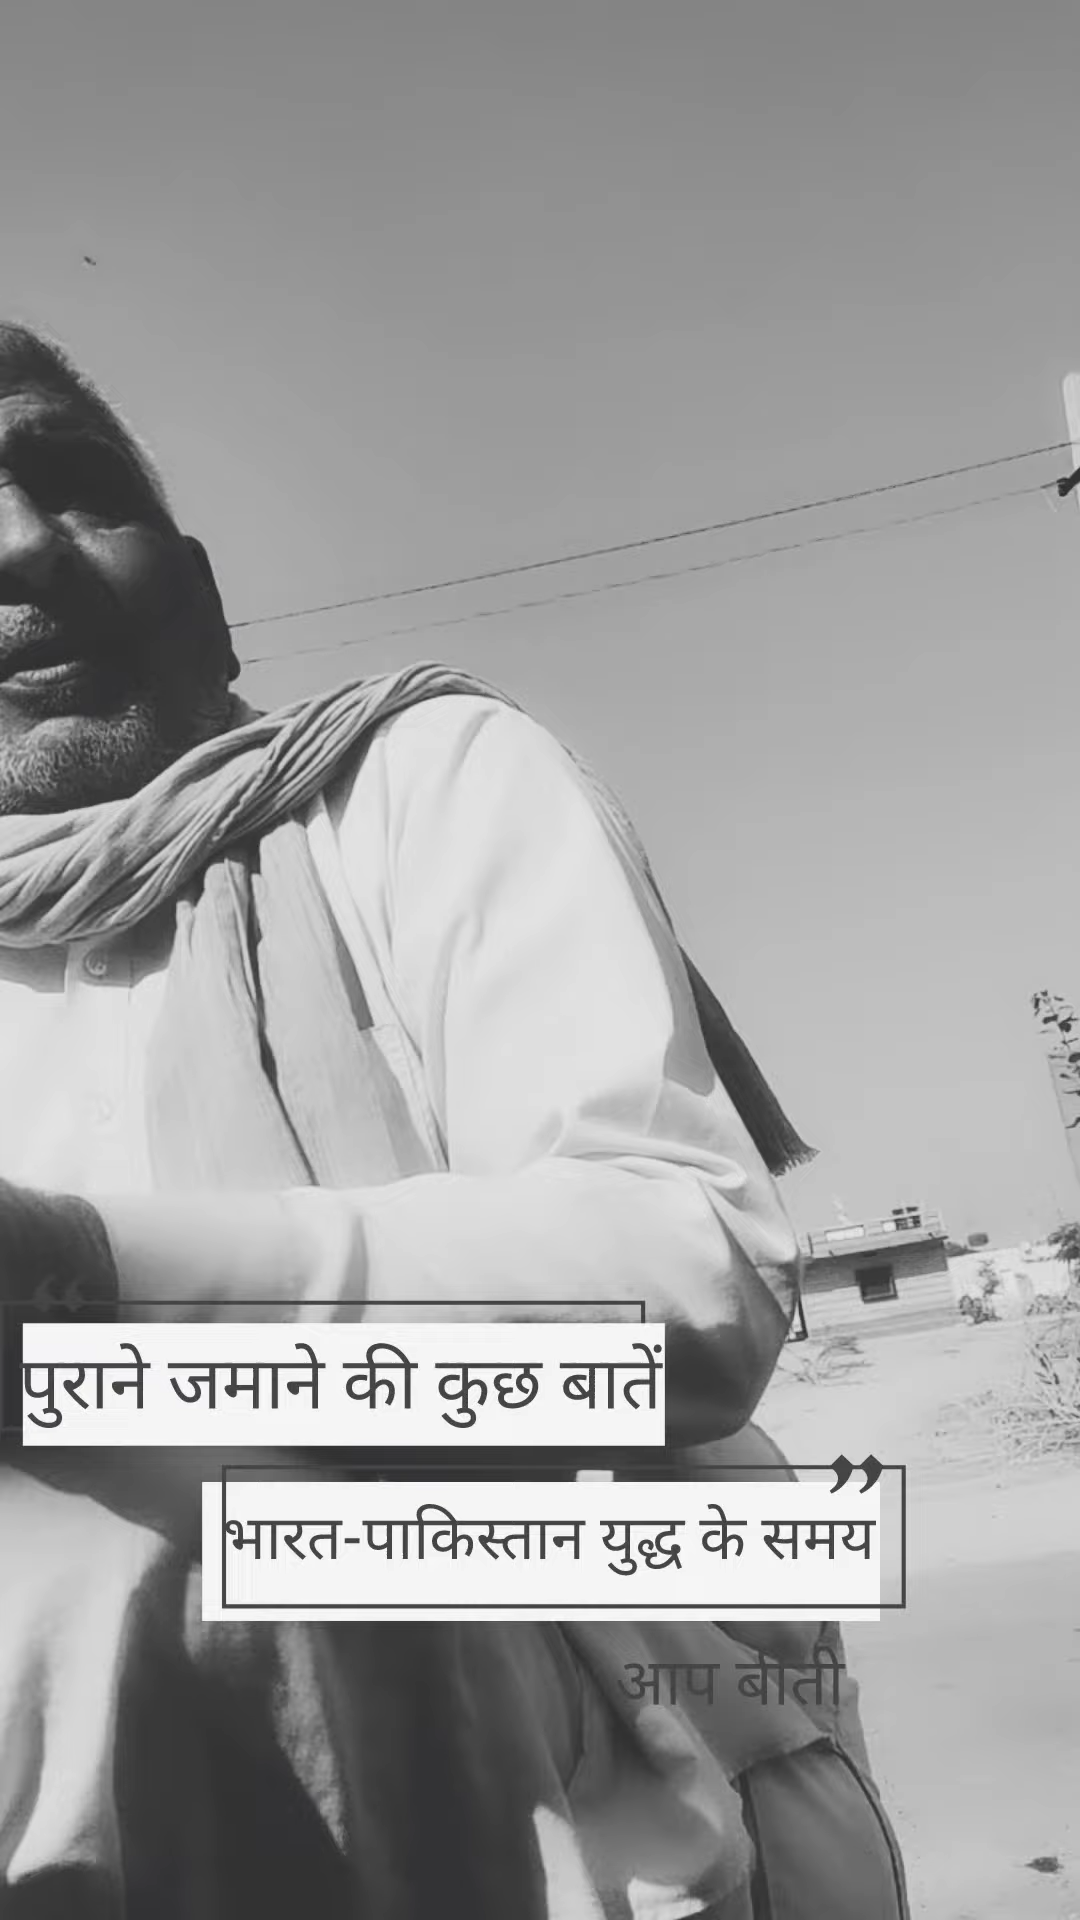 पुराने जमाने की कुछ बातें
भारत-पाकिस्तान युद्ध के समय
आप बीती